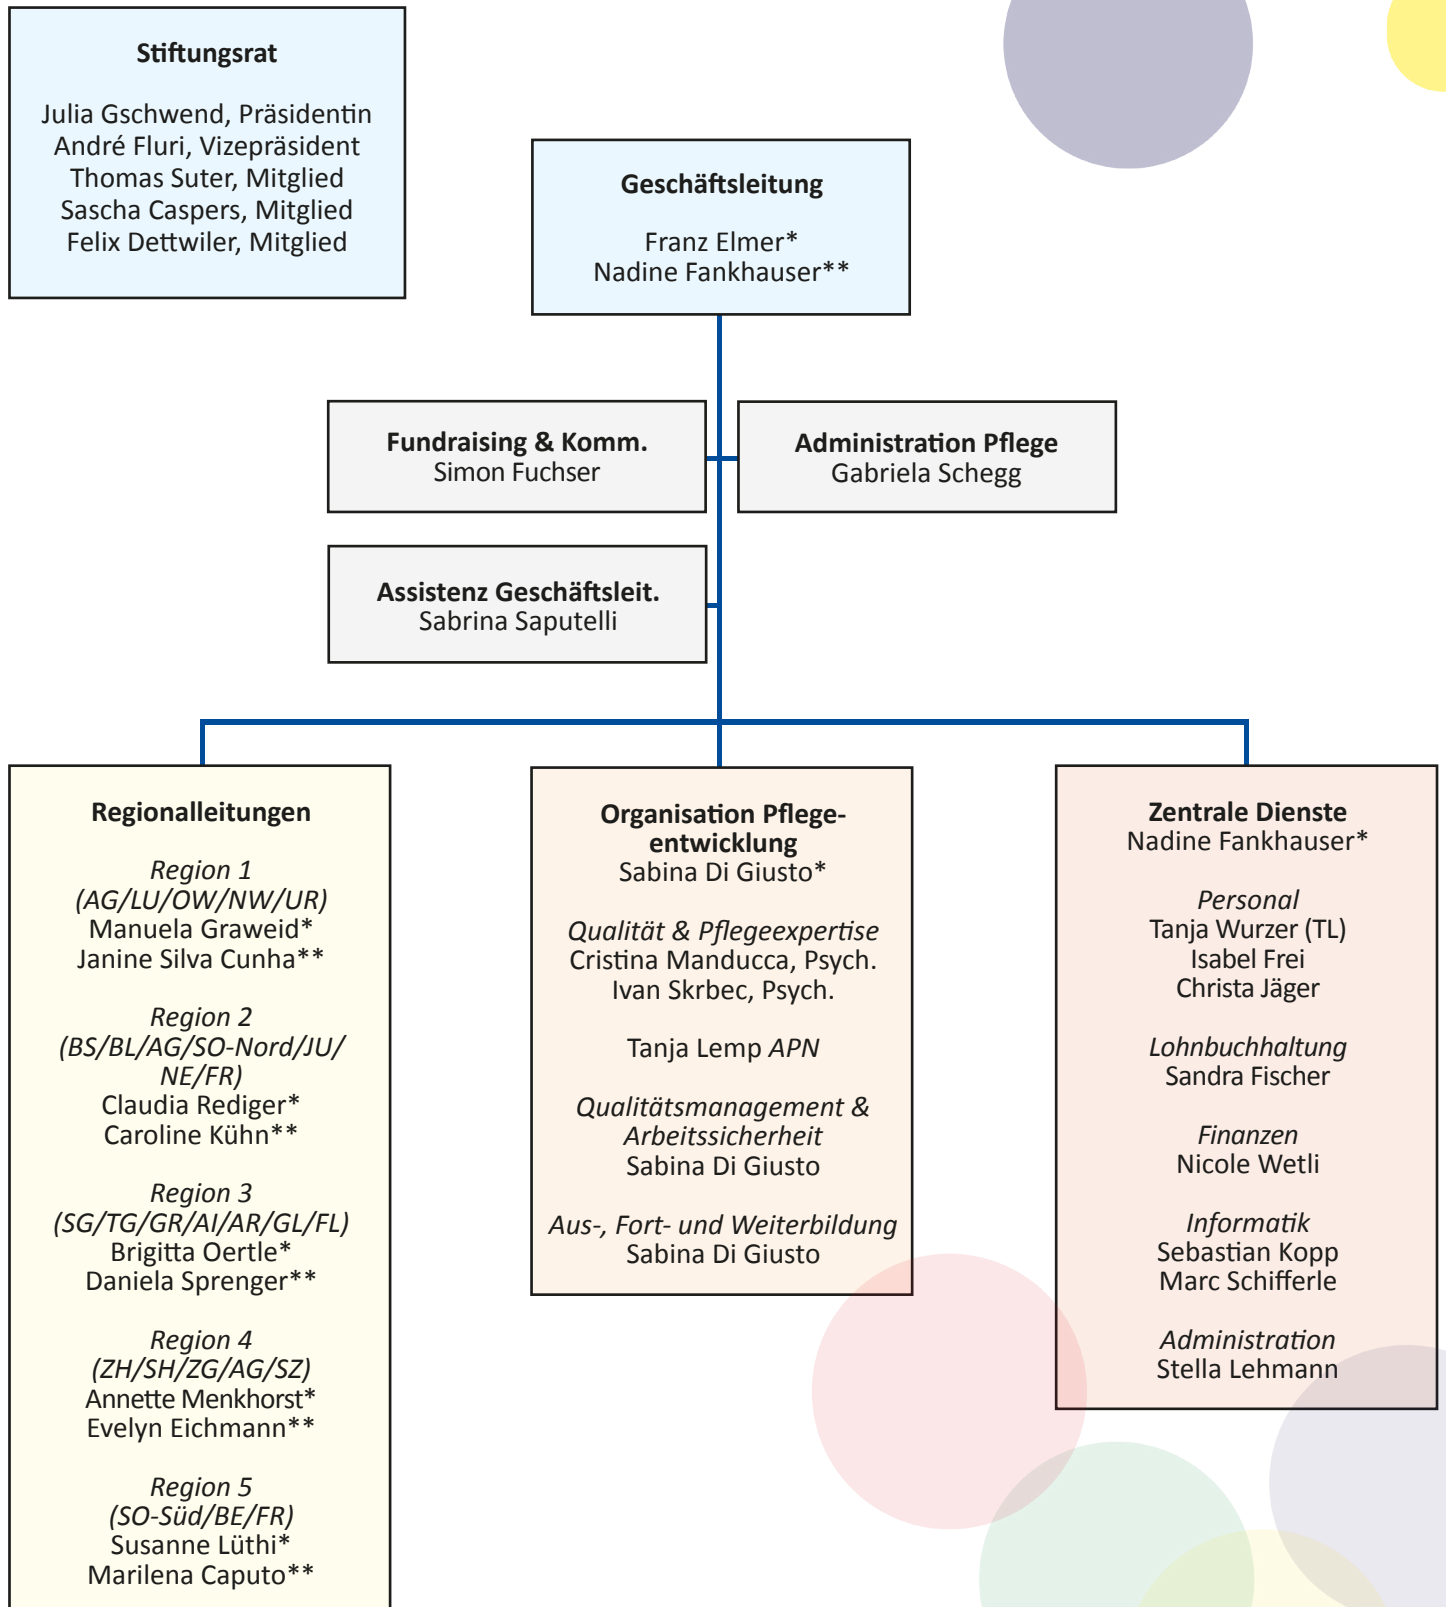 Stiftungsrat
Julia Gschwend, Präsidentin
André Fluri, Vizepräsident
Thomas Suter, Mitglied
Sascha Caspers, Mitglied
Felix Dettwiler, Mitglied
Geschäftsleitung
Franz Elmer*
Nadine Fankhauser**
Fundraising & Komm.
Simon Fuchser
Administration Pflege
Gabriela Schegg
Assistenz Geschäftsleit.
Sabrina Saputelli
Regionalleitungen
Region 1
(AG/LU/OW/NW/UR)
Manuela Graweid*
Janine Silva Cunha**
Region 2
(BS/BL/AG/SO-Nord/JU/
NE/FR)
Claudia Rediger*
Caroline Kühn**
Region 3
(SG/TG/GR/AI/AR/GL/FL)
Brigitta Oertle*
Daniela Sprenger**
Region 4
(ZH/SH/ZG/AG/SZ)
Annette Menkhorst*
Evelyn Eichmann**
Region 5
(SO-Süd/BE/FR)
Susanne Lüthi*
Marilena Caputo**
Organisation Pflege-
entwicklung
Sabina Di Giusto*
Qualität & Pflegeexpertise
Cristina Manducca, Psych.
Ivan Skrbec, Psych.
Tanja Lemp APN
Qualitätsmanagement &
Arbeitssicherheit
Sabina Di Giusto
Aus-, Fort- und Weiterbildung
Sabina Di Giusto
Zentrale Dienste
Nadine Fankhauser*
Personal
Tanja Wurzer (TL)
Isabel Frei
Christa Jäger
Lohnbuchhaltung
Sandra Fischer
Finanzen
Nicole Wetli
Informatik
Sebastian Kopp
Marc Schifferle
Administration
Stella Lehmann